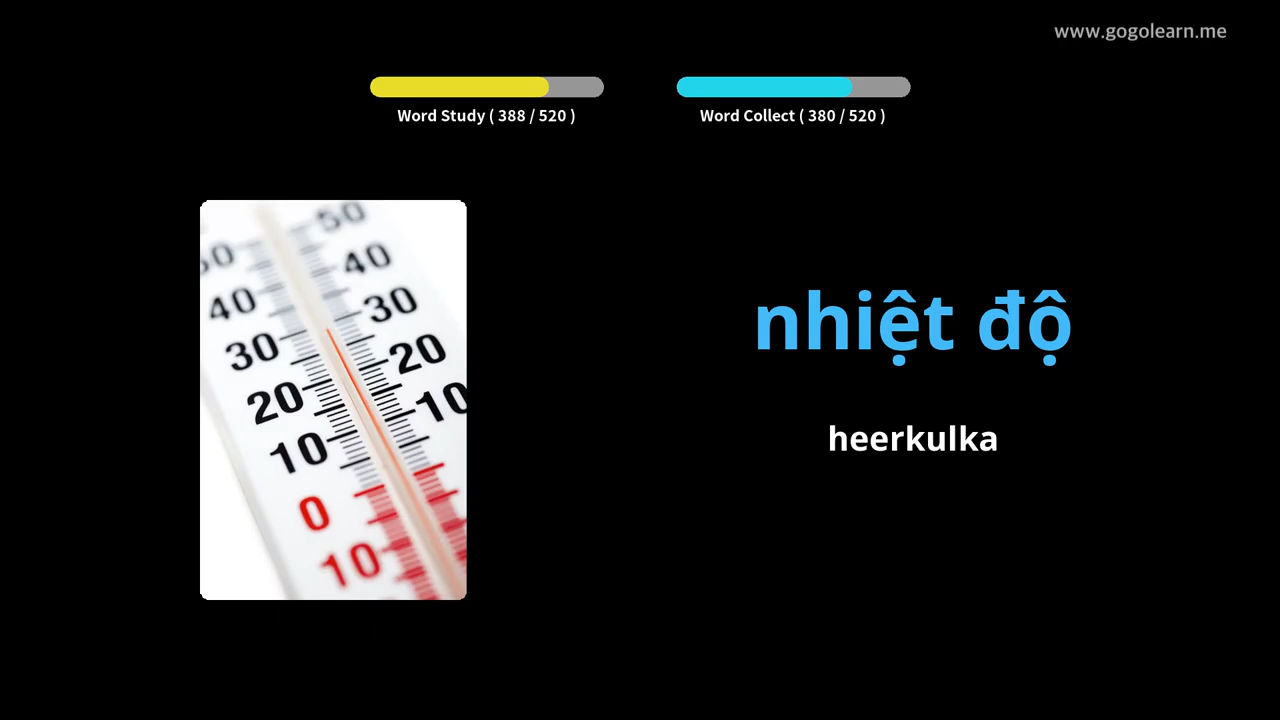 www.gogolearn.me
Word Study ( 388 / 520 )
Word Collect ( 380 / 520 )
50
50
40
40
30
30
20
20
10
10
0
10
nhiệt độ
heerkulka